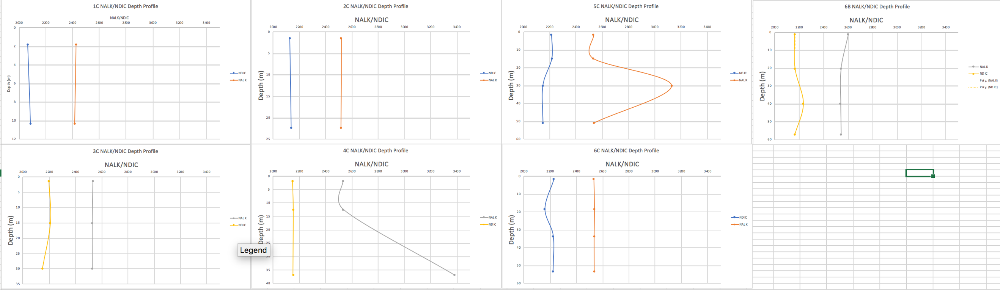 1C NALK/NDIC Depth Profile
NALK/NDIC
2000 2200 2400 2600 2800 3000 3200 3400
0
2
4
6
8
10
12
Depth (m)
NDIC
NALK
2C NALK/NDIC Depth Profile
NALK/NDIC
2000 2200 2400 2600 2800 3000 3200 3400
0
5
10
15
20
25
Depth (m)
NDIC
NALK
5C NALK/NDIC Depth Profile
NALK/NDIC
2000 2200 2400 2600 2800 3000 3200 3400
0
10
20
30
40
50
60
Depth (m)
NDIC
NALK
6B NALK/NDIC Depth Profile
NALK/NDIC
2000 2200 2400 2600 2800 3000 3200 3400
0
10
20
30
40
50
60
Depth (m)
NALK
NDIC
Poly. (NALK)
Poly. (NDIC)
3C NALK/NDIC Depth Profile
NALK/NDIC
2000 2200 2400 2600 2800 3000 3200 3400
0
5
10
15
20
25
30
35
Depth (m)
NALK
NDIC
Legend
4C NALK/NDIC Depth Profile
NALK/NDIC
2000 2200 2400 2600 2800 3000 3200 3400
0
5
10
15
20
25
30
35
40
Depth (m)
NALK
NDIC
6C NALK/NDIC Depth Profile
NALK/NDIC
2000 2200 2400 2600 2800 3000 3200 3400
0
10
20
30
40
50
60
Depth (m)
NDIC
NALK